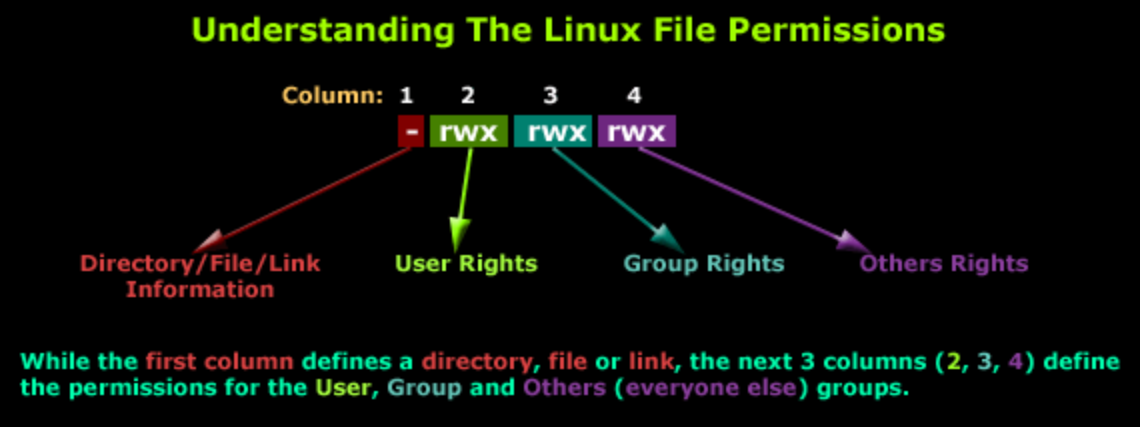 Understanding The Linux File Permissions
Column: 1 2 3 4
- rwx rwx rwx
Directory/File/Link User Rights Group Rights Others Rights
Information
While the first column defines a directory, file or link, the next 3 columns (2, 3, 4) define
the permissions for the User, Group and Others (everyone else) groups.